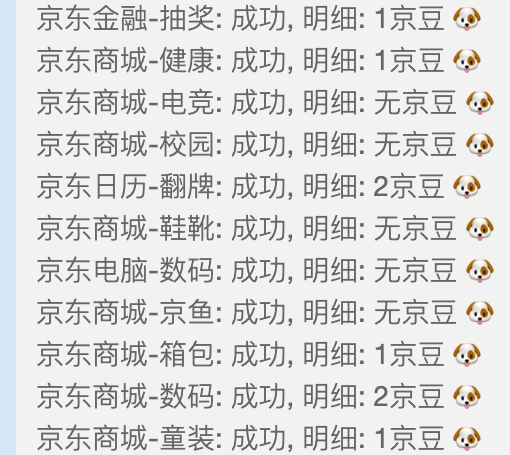 京东金融-抽奖: 成功, 明细: 1京豆 🐶
京东商城-健康: 成功, 明细: 1京豆 🐶
京东商城-电竞: 成功, 明细: 无京豆 🐶
京东商城-校园: 成功, 明细: 无京豆 🐶
京东日历-翻牌: 成功, 明细: 2京豆 🐶
京东商城-鞋靴: 成功, 明细: 无京豆 🐶
京东电脑-数码: 成功, 明细: 无京豆 🐶
京东商城-京鱼: 成功, 明细: 无京豆 🐶
京东商城-箱包: 成功, 明细: 1京豆 🐶
京东商城-数码: 成功, 明细: 2京豆 🐶
京东商城-童装: 成功, 明细: 1京豆 🐶